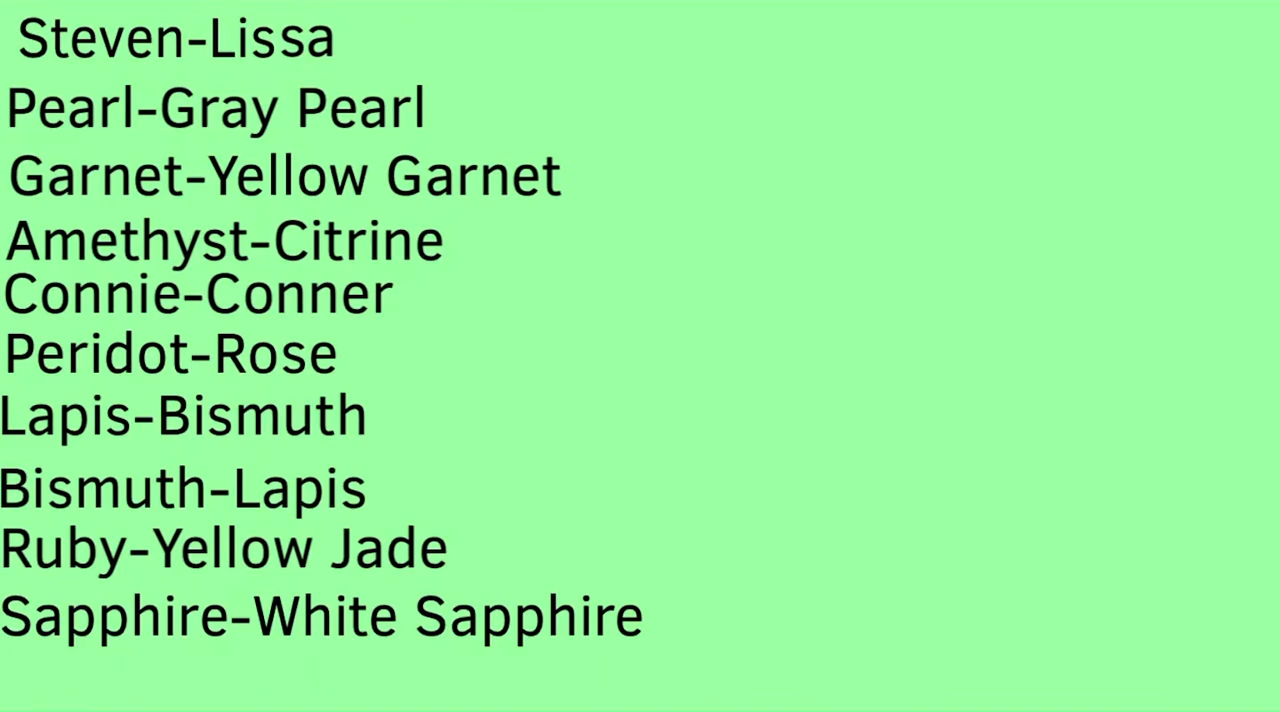 Steven-Lissa
Pearl-Gray Pearl
Garnet-Yellow Garnet
Amethyst-Citrine
Connie-Conner
Peridot-Rose
Lapis-Bismuth
Bismuth-Lapis
Ruby-Yellow Jade
Sapphire-White Sapphire